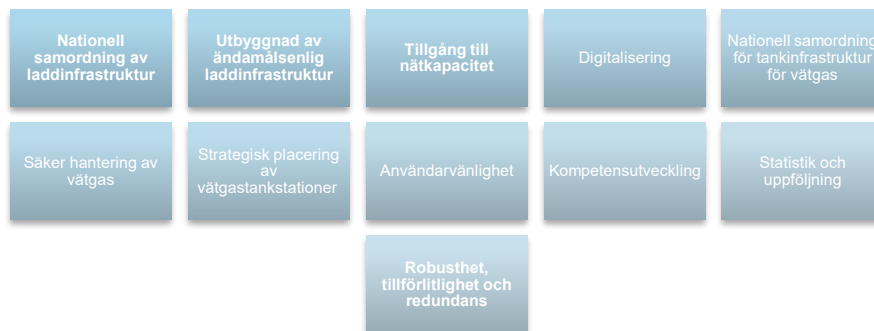 Nationell
samordning av
laddinfrastruktur
Utbyggnad av
ändamålsenlig
laddinfrastruktur
Tillgång till
nätkapacitet
Digitalisering
Nationell samordning
för tankinfrastruktur
för vätgas
Säker hantering av
vätgas
Strategisk placering
av
vätgastankstationer
Användarvänlighet
Kompetensutveckling
Statistik och
uppföljning
Robusthet,
tillförlitlighet och
redundans